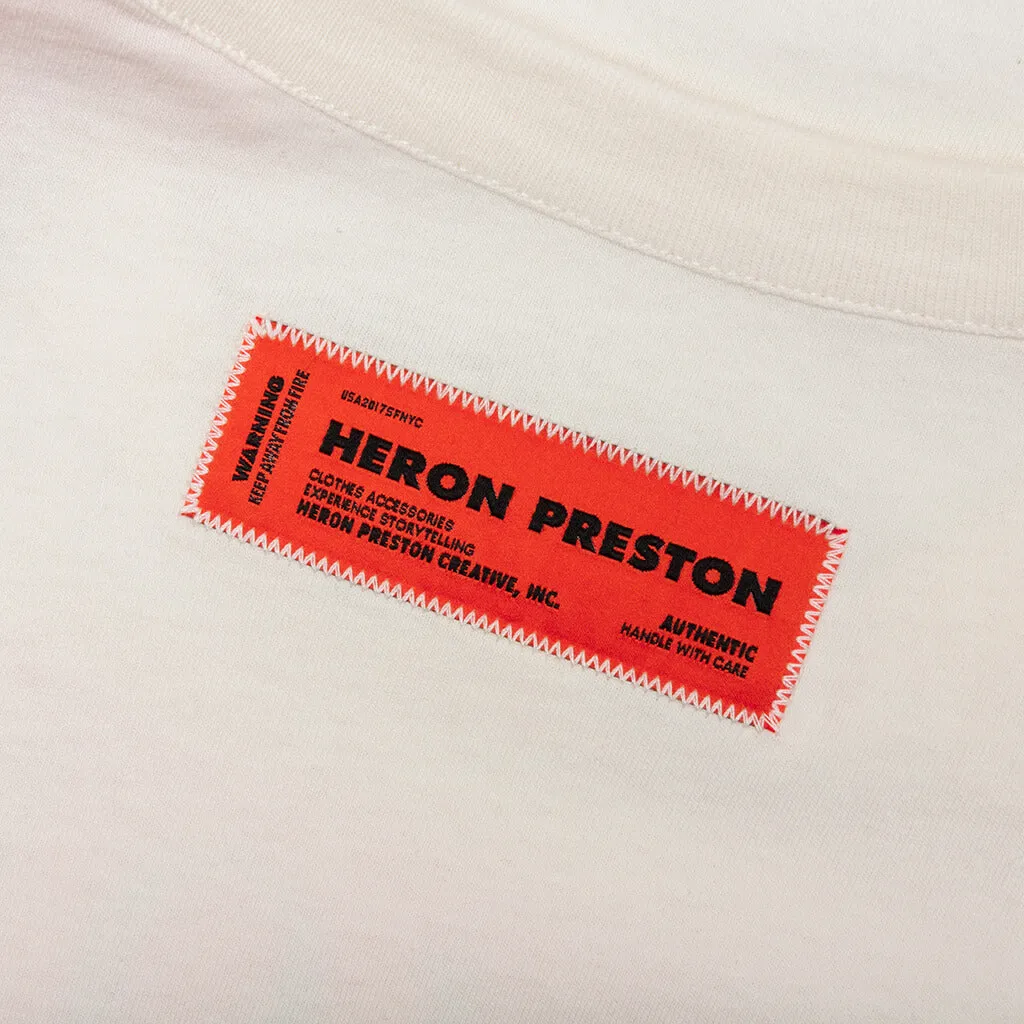 WARNING
KEEP AWAY FROM FIRE
USA2017SFNYC
HERON PRESTON
CLOTHES ACCESSORIES
EXPERIENCE STORYTELLING
HERON PRESTON CREATIVE, INC.
AUTHENTIC
HANDLE WITH CARE